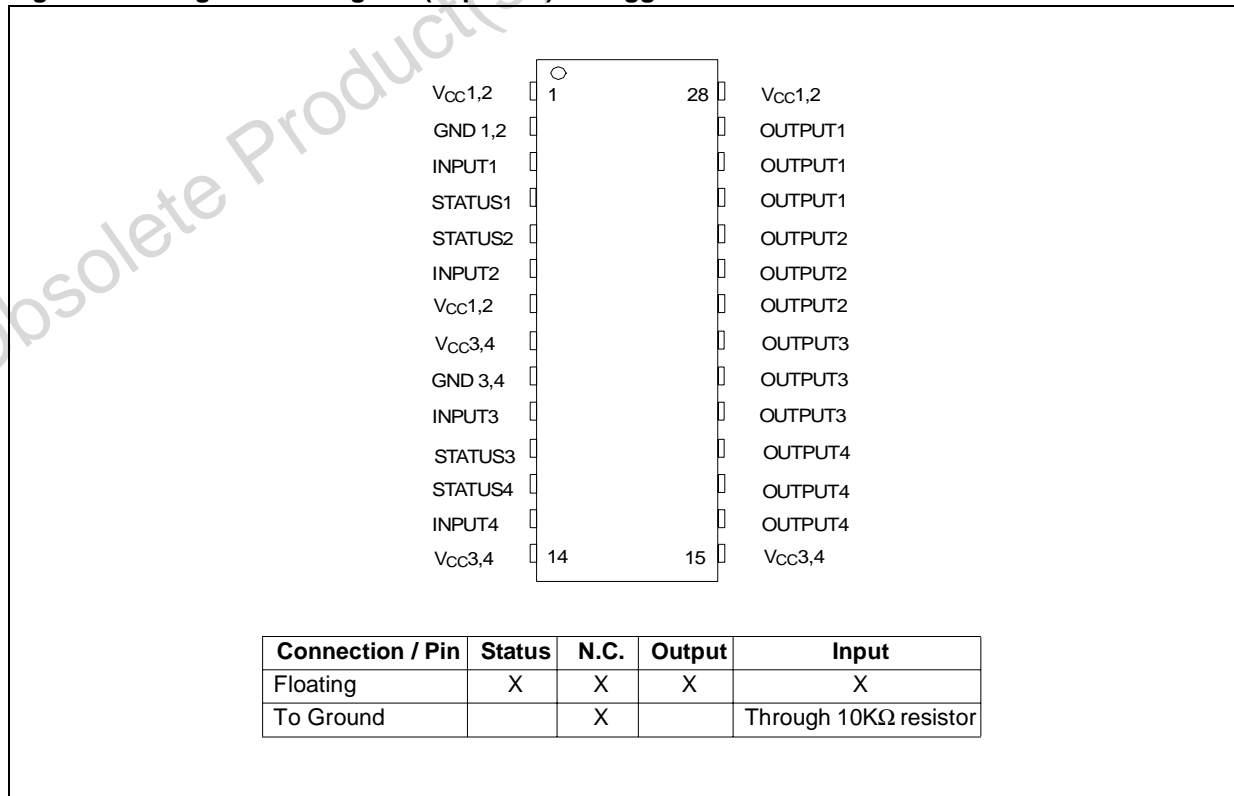 Obsolete Product(s)
VCC1,2 1 28 VCC1,2
GND 1,2 OUTPUT1
INPUT1 OUTPUT1
STATUS1 OUTPUT1
STATUS2 OUTPUT2
INPUT2 OUTPUT2
VCC1,2 OUTPUT2
VCC3,4 OUTPUT3
GND 3,4 OUTPUT3
INPUT3 OUTPUT3
STATUS3 OUTPUT4
STATUS4 OUTPUT4
INPUT4 OUTPUT4
VCC3,4 14 15 VCC3,4
Connection / Pin Status N.C. Output Input
Floating X X X X
To Ground X Through 10KΩ resistor